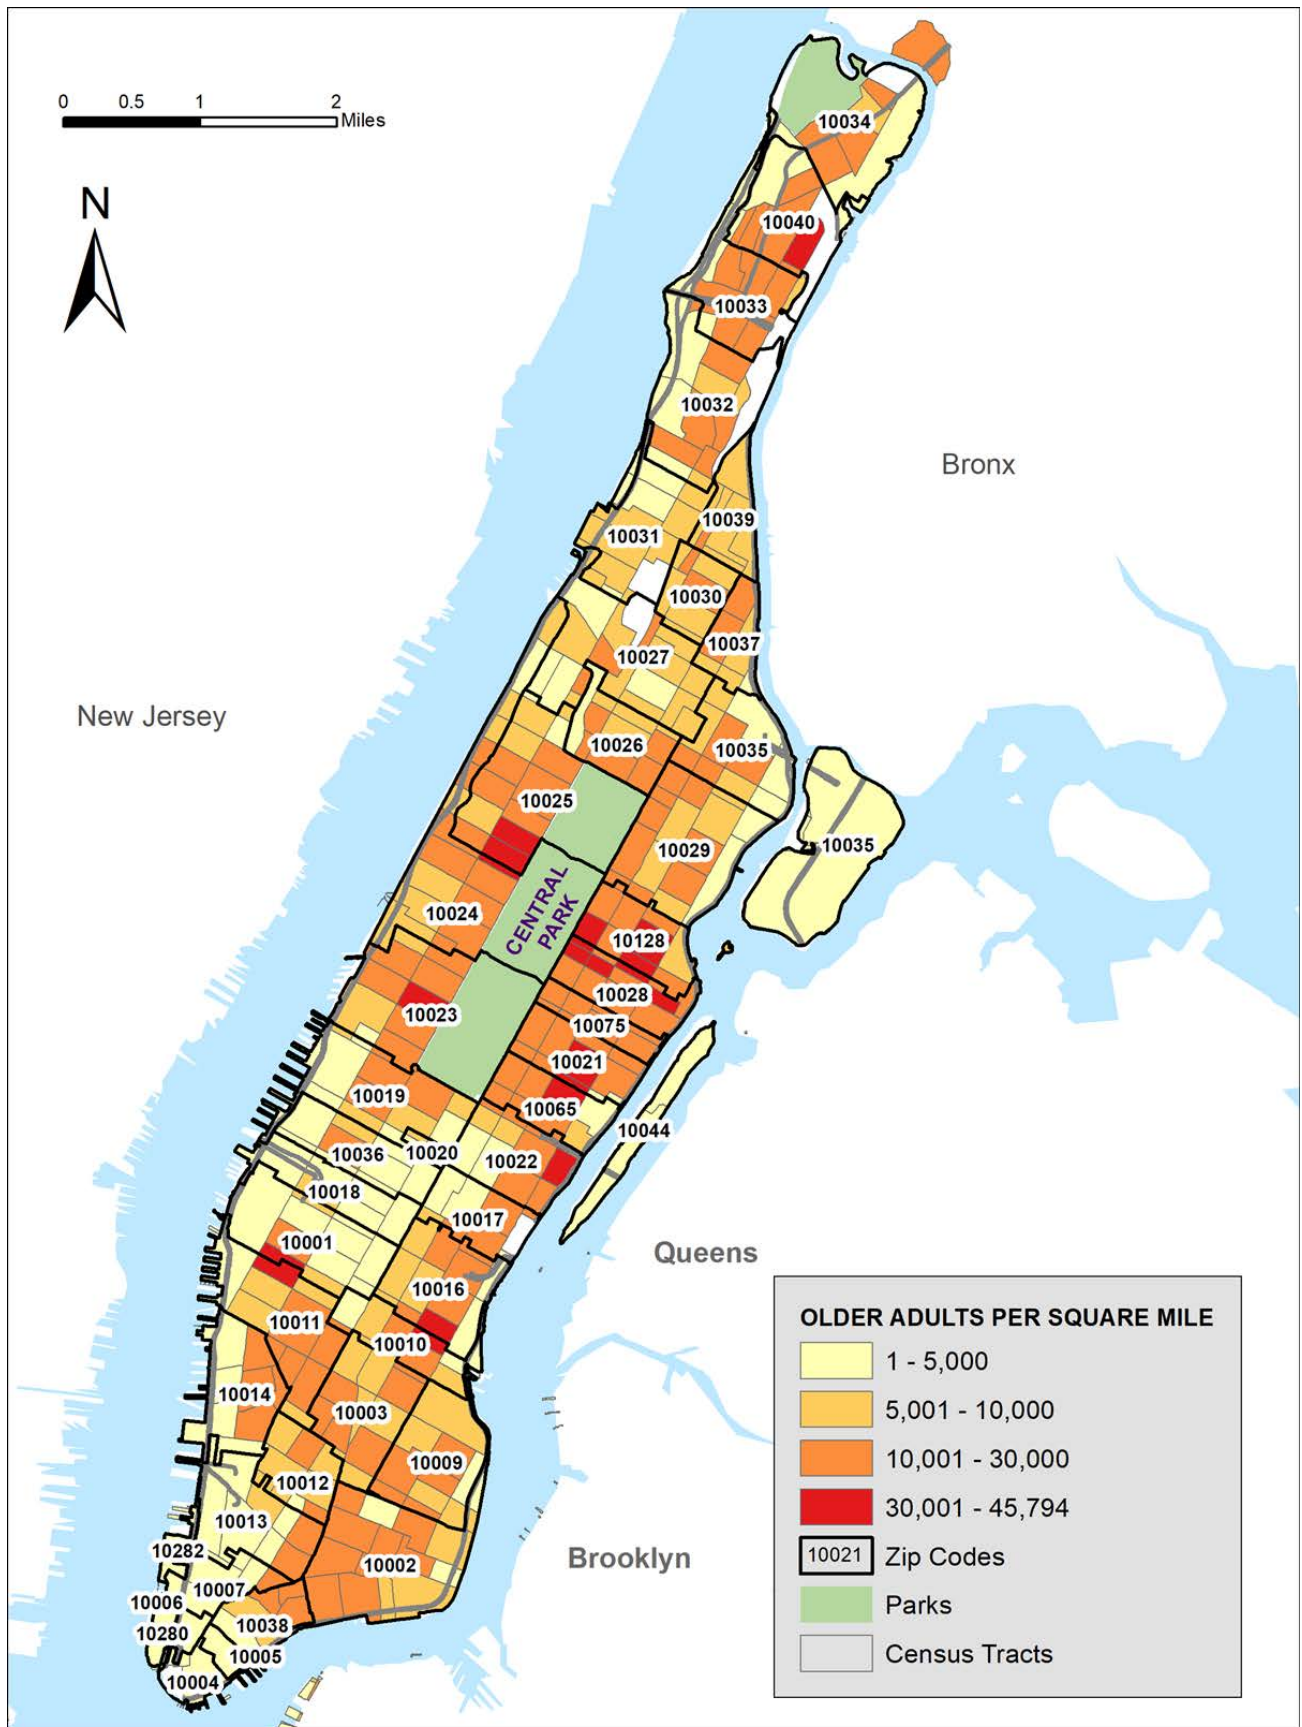 0 0.5 1 2
Miles
N
10034
10040
10033
10032
Bronx
10039
10031
10030
10037
10027
New Jersey
10026
10035
10025
10035
10029
CENTRAL
PARK
10024
10128
10028
10023
10075
10021
10019
10065
10044
10036
10020
10022
10018
10017
10001
Queens
10016
10011
10010
10014
10003
10009
10012
10013
10282
Brooklyn
10002
10007
10006
10038
10280
10005
10004
OLDER ADULTS PER SQUARE MILE
1 - 5,000
5,001 - 10,000
10,001 - 30,000
30,001 - 45,794
10021 Zip Codes
Parks
Census Tracts